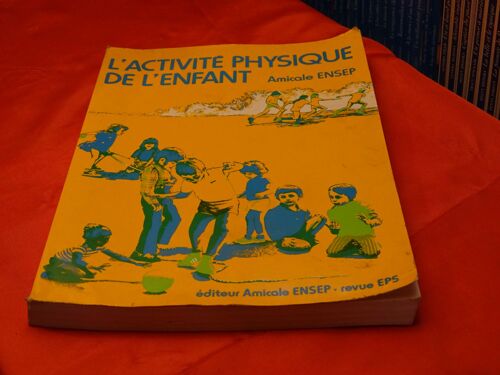 L'ACTIVITÉ PHYSIQUE
DE L'ENFANT Amicale ENSEP
éditeur Amicale ENSEP - revue EPS